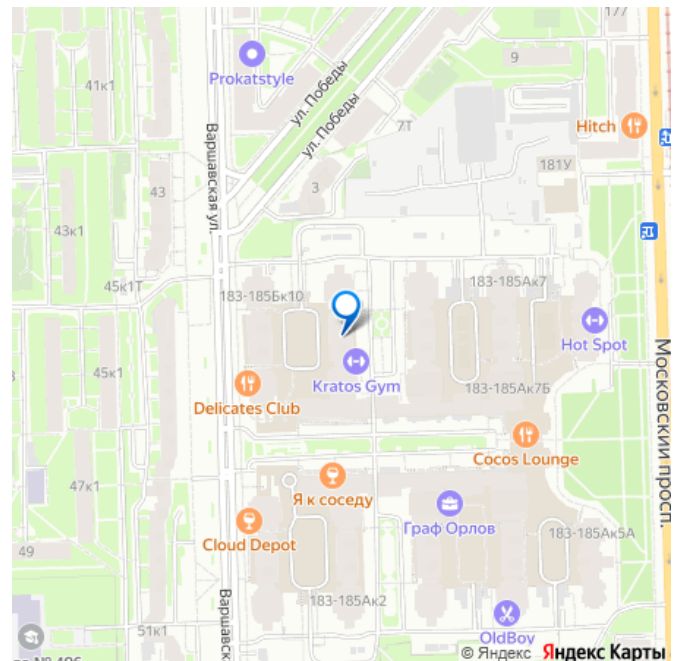 177
9
Prokatstyle
41к1
ул. Победы
ул. Победы
7Т
Hitch
181У
Варшавская ул.
43
3
43к1
45к1Т
183-185Бк10
183-185Ак7
Hot Spot
45к1
Kratos Gym
183-185Ак7Б
Московский просп.
Delicates Club
Cocos Lounge
47к1
Я к соседу
Граф Орлов
183-185Ак5А
Cloud Depot
49
183-185Ак2
Варшавск
51к1
OldBoy
© Яндекс Яндекс Карты